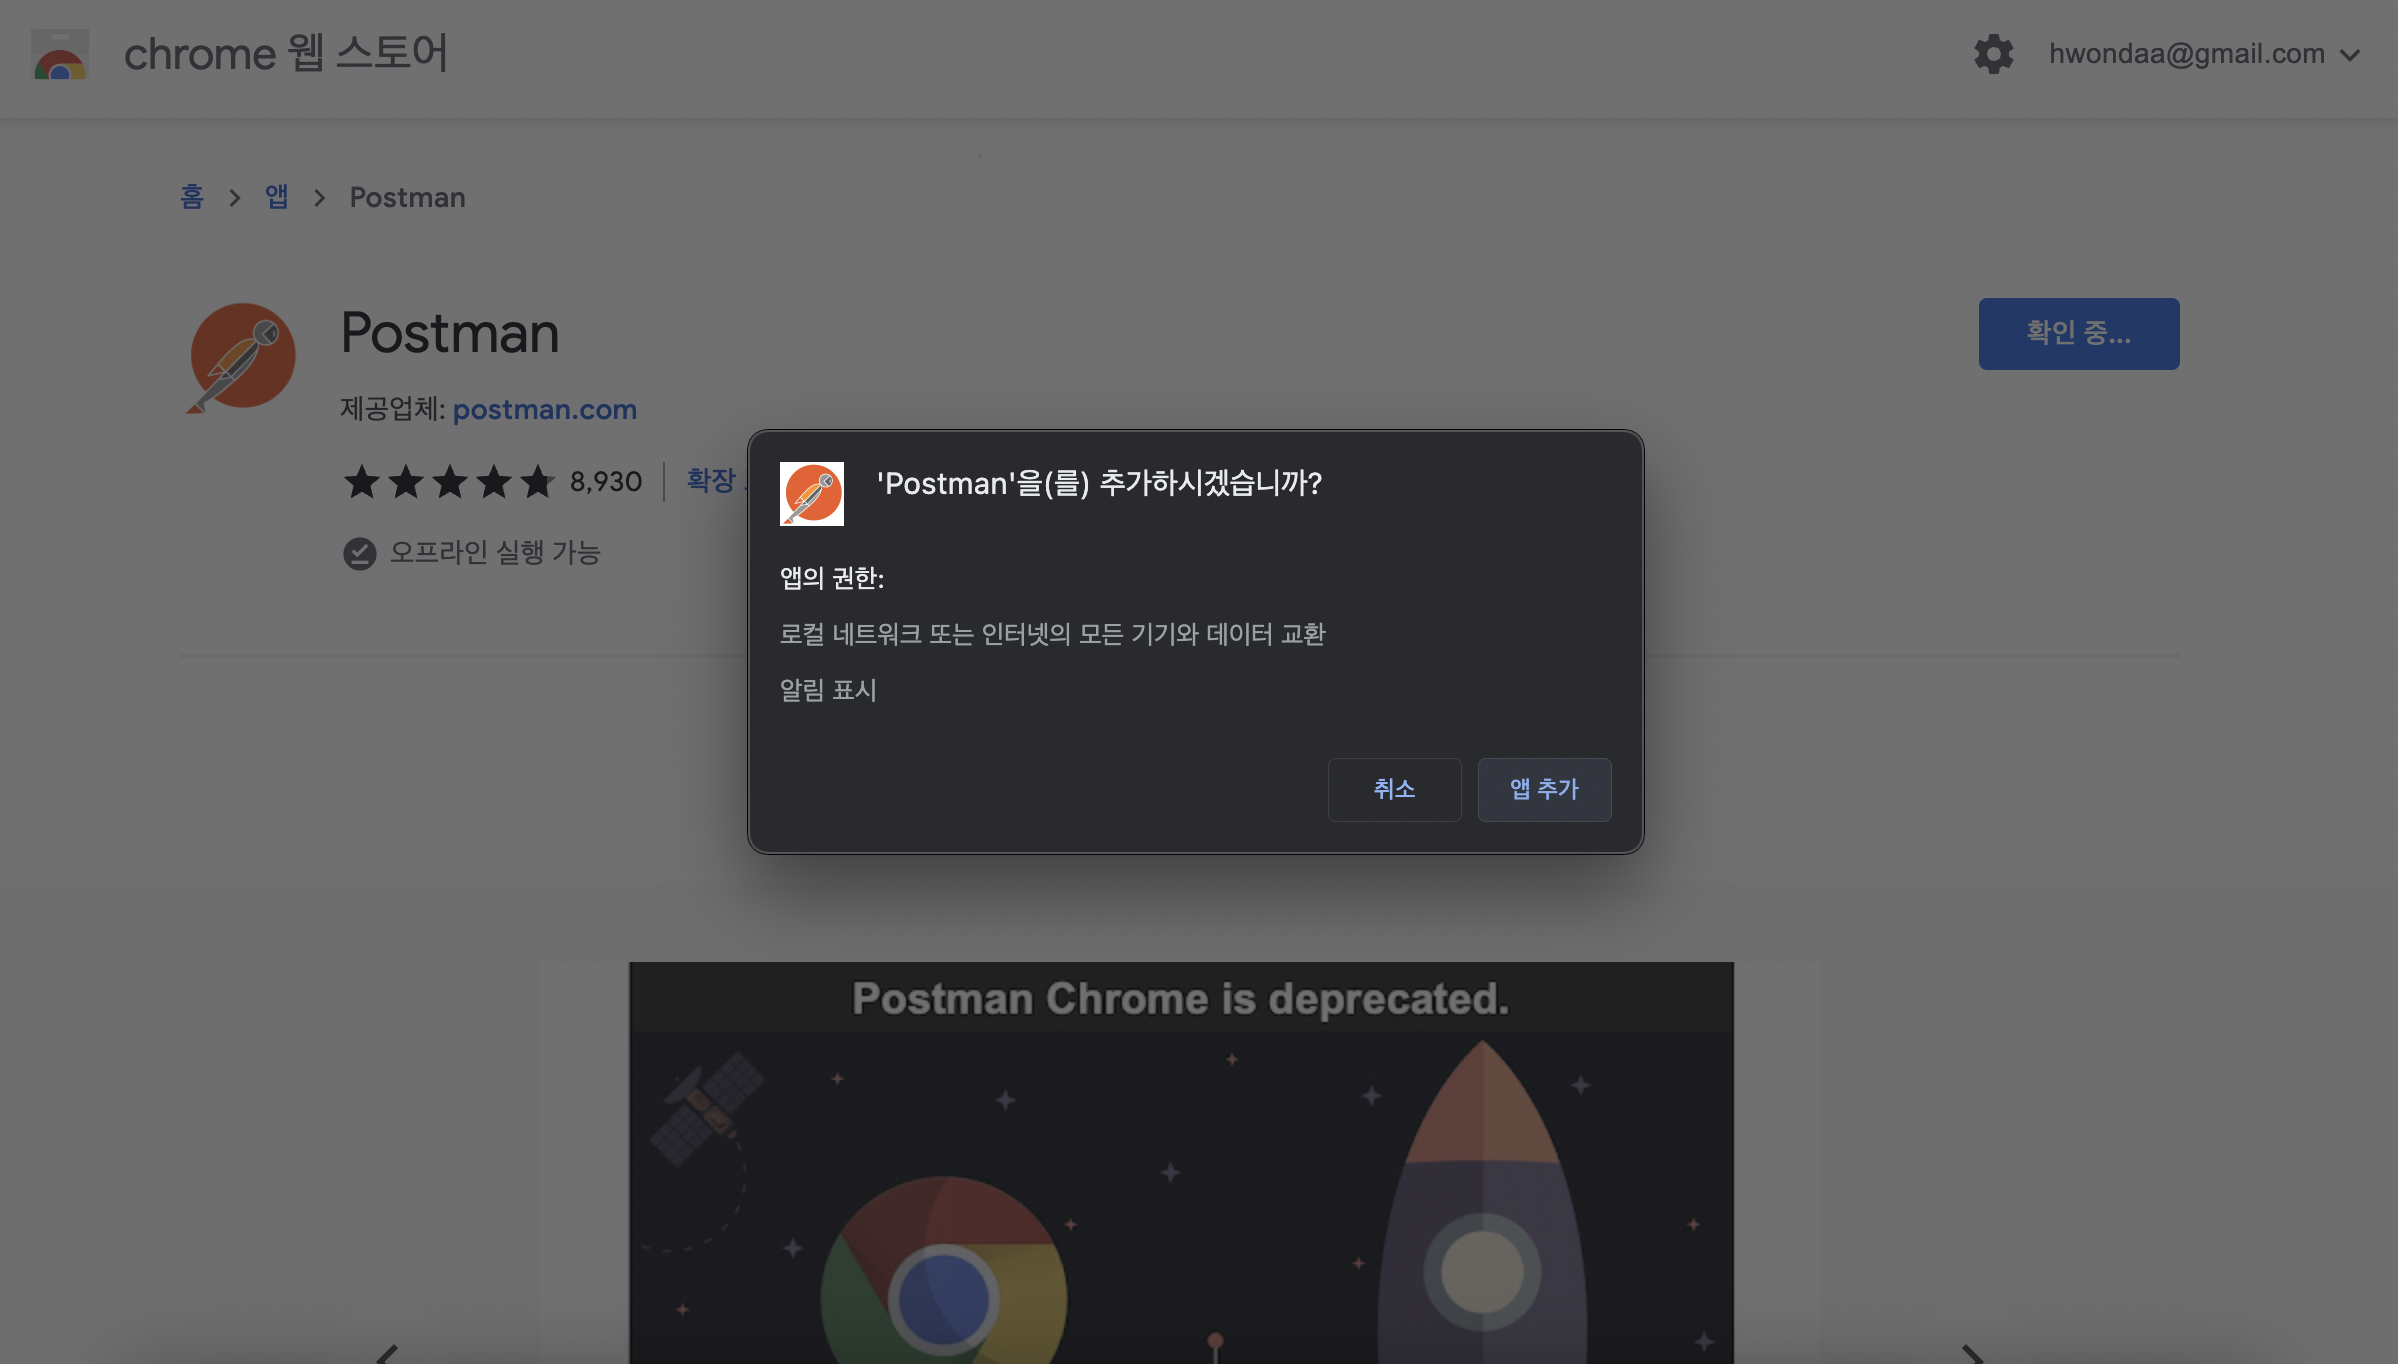 chrome 웹 스토어
hwondaa@gmail.com
홈 > 앱 > Postman
Postman
확인 중...
제공업체: postman.com
8,930
확장
오프라인 실행 가능
'Postman'을(를) 추가하시겠습니까?
앱의 권한:
로컬 네트워크 또는 인터넷의 모든 기기와 데이터 교환
알림 표시
취소
앱 추가
Postman Chrome is deprecated.